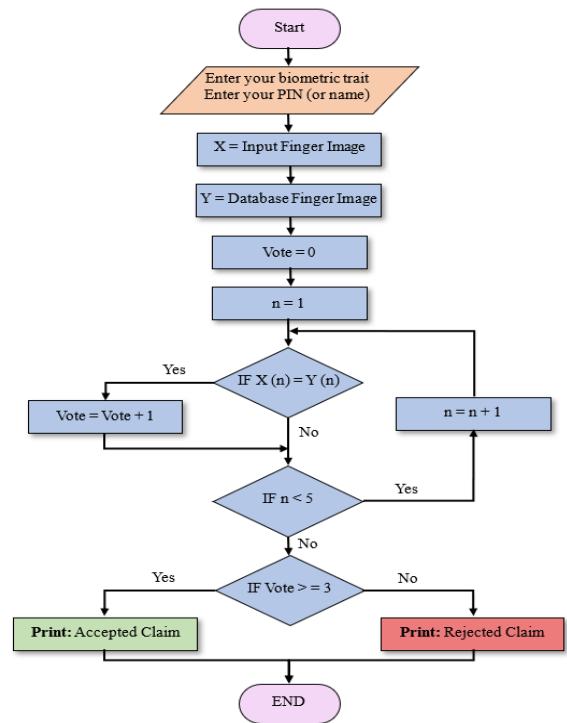 Start
Enter your biometric trait
Enter your PIN (or name)
X = Input Finger Image
Y = Database Finger Image
Vote = 0
n = 1
IF X (n) = Y (n)
Yes
Vote = Vote + 1
No
n = n + 1
IF n < 5
Yes
No
IF Vote > = 3
Yes
No
Print: Accepted Claim
Print: Rejected Claim
END